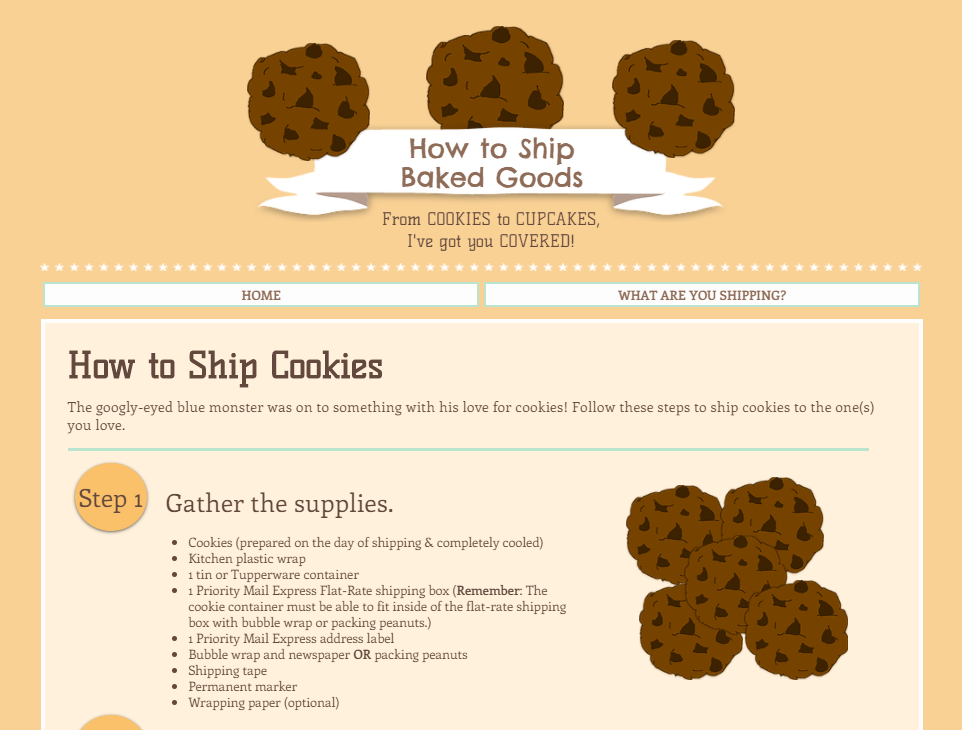 How to Ship
Baked Goods
From COOKIES to CUPCAKES,
I've got you COVERED!
HOME
WHAT ARE YOU SHIPPING?
How to Ship Cookies
The googly-eyed blue monster was on to something with his love for cookies! Follow these steps to ship cookies to the one(s)
you love.
Step 1
Gather the supplies.
Cookies (prepared on the day of shipping & completely cooled)
Kitchen plastic wrap
1 tin or Tupperware container
1 Priority Mail Express Flat-Rate shipping box (Remember: The
cookie container must be able to fit inside of the flat-rate shipping
box with bubble wrap or packing peanuts.)
1 Priority Mail Express address label
Bubble wrap and newspaper OR packing peanuts
Shipping tape
Permanent marker
Wrapping paper (optional)